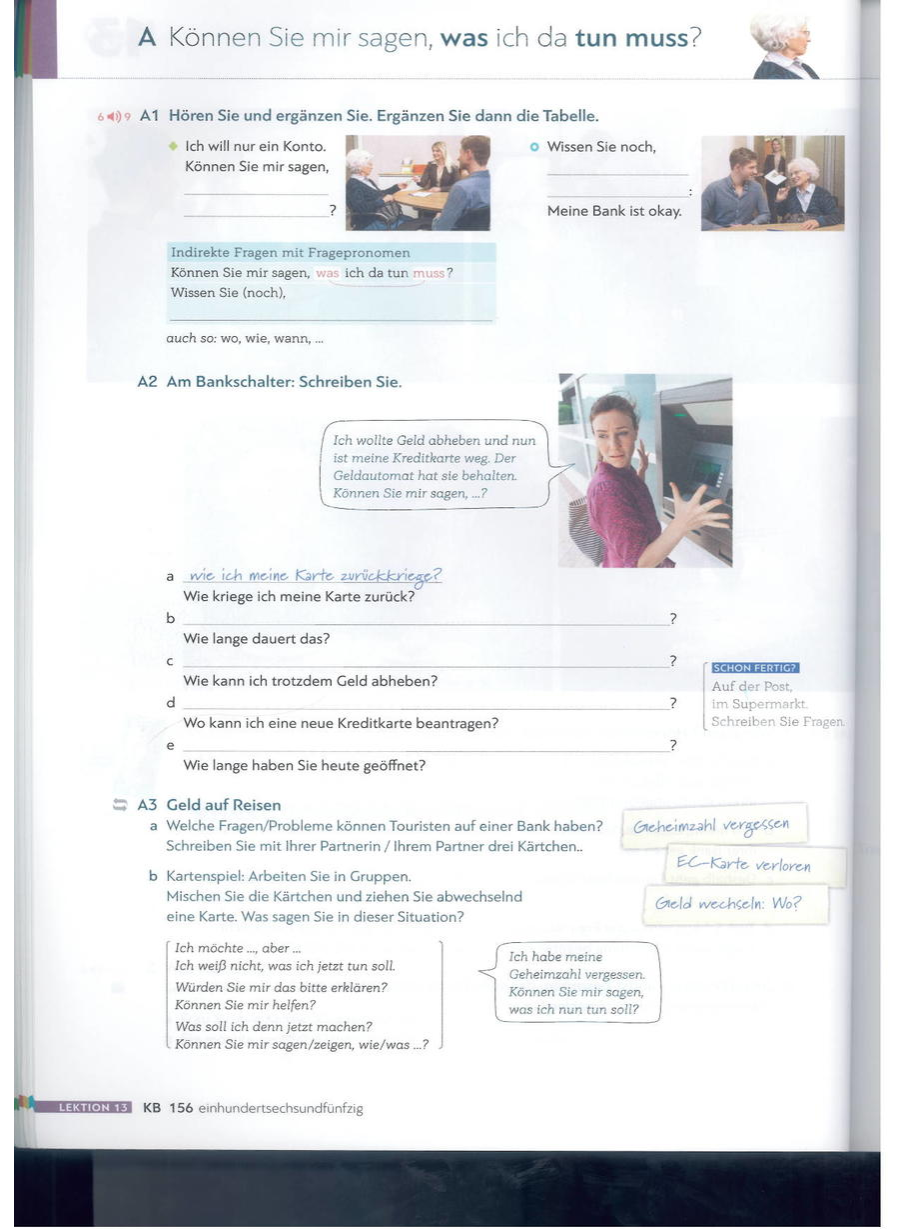 A Können Sie mir sagen, was ich da tun muss?
6 9 A1 Hören Sie und ergänzen Sie. Ergänzen Sie dann die Tabelle.
Ich will nur ein Konto.
Können Sie mir sagen,
?
Wissen Sie noch,
:
Meine Bank ist okay.
Indirekte Fragen mit Fragepronomen
Können Sie mir sagen, was ich da tun muss?
Wissen Sie (noch),
auch so: wo, wie, wann, ...
A2 Am Bankschalter: Schreiben Sie.
Ich wollte Geld abheben und nun
ist meine Kreditkarte weg. Der
Geldautomat hat sie behalten.
Können Sie mir sagen, ...?
a wie ich meine Karte zurückkriege?
Wie kriege ich meine Karte zurück?
b ?
Wie lange dauert das?
c ?
Wie kann ich trotzdem Geld abheben?
d ?
Wo kann ich eine neue Kreditkarte beantragen?
e ?
Wie lange haben Sie heute geöffnet?
SCHON FERTIG?
Auf der Post,
im Supermarkt.
Schreiben Sie Fragen.
A3 Geld auf Reisen
a Welche Fragen/Probleme können Touristen auf einer Bank haben?
Schreiben Sie mit Ihrer Partnerin / Ihrem Partner drei Kärtchen..
Geheimzahl vergessen
EC-Karte verloren
Geld wechseln: Wo?
b Kartenspiel: Arbeiten Sie in Gruppen.
Mischen Sie die Kärtchen und ziehen Sie abwechselnd
eine Karte. Was sagen Sie in dieser Situation?
Ich möchte ..., aber ...
Ich weiß nicht, was ich jetzt tun soll.
Würden Sie mir das bitte erklären?
Können Sie mir helfen?
Was soll ich denn jetzt machen?
Können Sie mir sagen/zeigen, wie/was ...?
Ich habe meine
Geheimzahl vergessen.
Können Sie mir sagen,
was ich nun tun soll?
LEKTION 13 KB 156 einhundertsechsundfünfzig